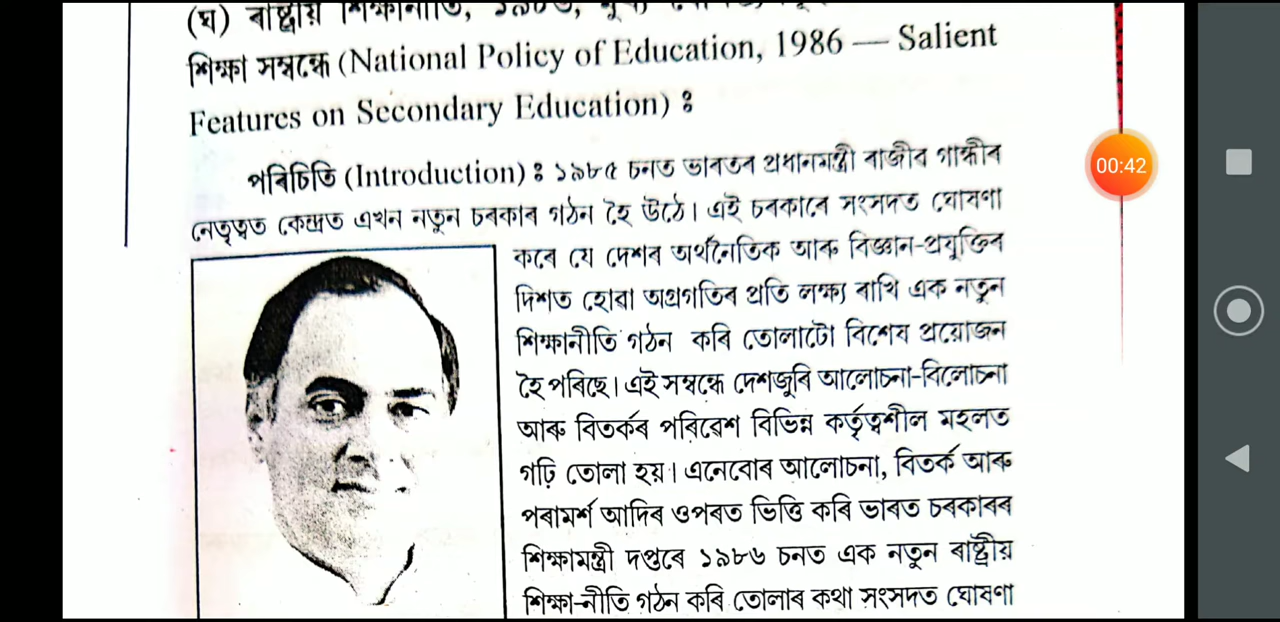 (ঘ) ৰাষ্ট্ৰীয় শিক্ষানীতি, ১৯৮৬,
শিক্ষা সম্বন্ধে (National Policy of Education, 1986 — Salient
Features on Secondary Education) ঃ
পৰিচিতি (Introduction) ঃ ১৯৮৫ চনত ভাৰতৰ প্ৰধানমন্ত্ৰী ৰাজীৱ গান্ধীৰ
নেতৃত্বত কেন্দ্ৰত এখন নতুন চৰকাৰ গঠন হৈ উঠে। এই চৰকাৰে সংসদত ঘোষণা
কৰে যে দেশৰ অৰ্থনৈতিক আৰু বিজ্ঞান-প্ৰযুক্তিৰ
দিশত হোৱা অগ্ৰগতিৰ প্ৰতি লক্ষ্য ৰাখি এক নতুন
শিক্ষানীতি গঠন কৰি তোলাটো বিশেষ প্ৰয়োজন
হৈ পৰিছে। এই সম্বন্ধে দেশজুৰি আলোচনা-বিলোচনা
আৰু বিতৰ্কৰ পৰিৱেশ বিভিন্ন কৰ্তৃত্বশীল মহলত
গঢ়ি তোলা হয়। এনেবোৰ আলোচনা, বিতৰ্ক আৰু
পৰামৰ্শ আদিৰ ওপৰত ভিত্তি কৰি ভাৰত চৰকাৰৰ
শিক্ষামন্ত্ৰী দপ্তৰে ১৯৮৬ চনত এক নতুন ৰাষ্ট্ৰীয়
শিক্ষা-নীতি গঠন কৰি তোলাৰ কথা সংসদত ঘোষণা
00:42